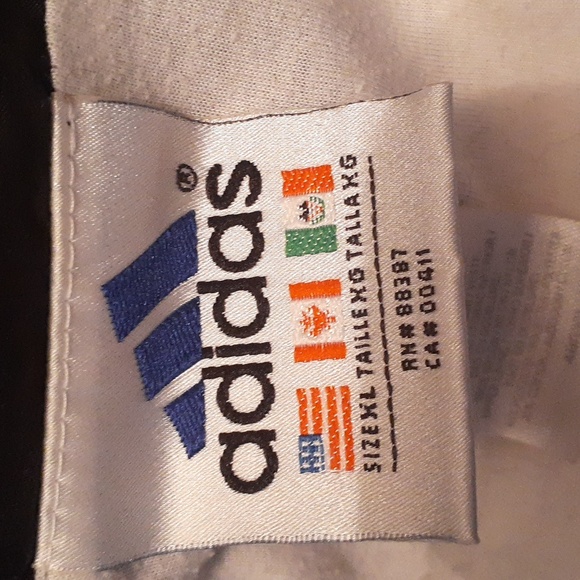 adidas®
SIZE XL TAILLE XG TALLA XG
RN# 88387
CA# 00411